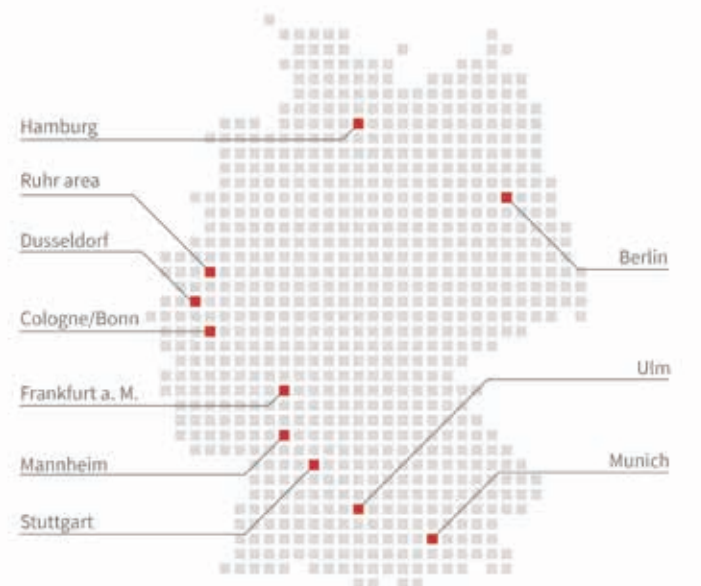 Hamburg
Ruhr area
Dusseldorf
Cologne/Bonn
Frankfurt a. M.
Mannheim
Stuttgart
Berlin
Ulm
Munich